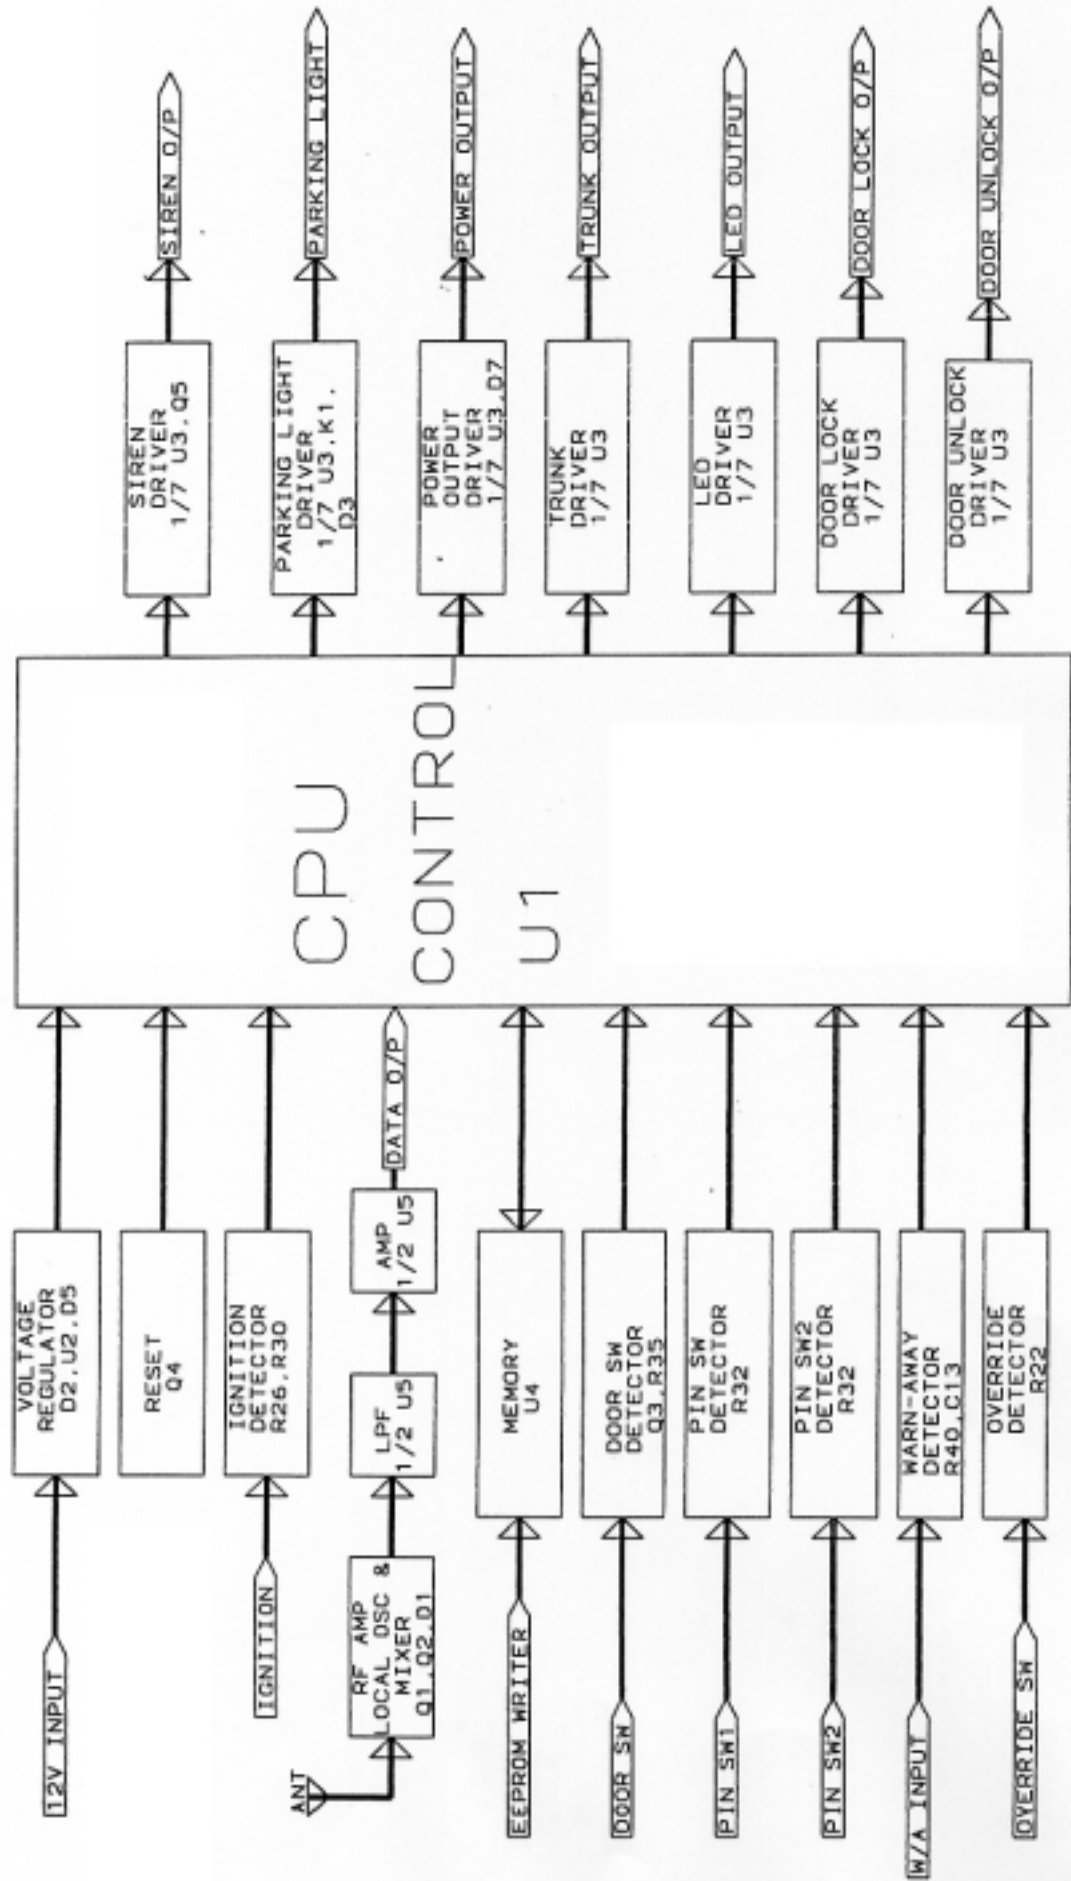 12V INPUT
VOLTAGE
REGULATOR
D2,U2,D5
RESET
Q4
IGNITION
IGNITION
DETECTOR
R26,R30
ANT
RF AMP
LOCAL OSC &
MIXER
Q1,Q2,D1
LPF
1/2 U5
AMP
1/2 U5
DATA O/P
EEPROM WRITER
MEMORY
U4
DOOR SW
DOOR SW
DETECTOR
Q3,R35
PIN SW1
PIN SW
DETECTOR
R32
PIN SW2
PIN SW2
DETECTOR
R32
W/A INPUT
WARN-AWAY
DETECTOR
R40,C13
OVERRIDE SW
OVERRIDE
DETECTOR
R22
CPU
CONTROL
U1
SIREN
DRIVER
1/7 U3,Q5
SIREN O/P
PARKING LIGHT
DRIVER
1/7 U3,K1,
D3
PARKING LIGHT
POWER
OUTPUT
DRIVER
1/7 U3,Q7
POWER OUTPUT
TRUNK
DRIVER
1/7 U3
TRUNK OUTPUT
LED
DRIVER
1/7 U3
LED OUTPUT
DOOR LOCK
DRIVER
1/7 U3
DOOR LOCK O/P
DOOR UNLOCK
DRIVER
1/7 U3
DOOR UNLOCK O/P